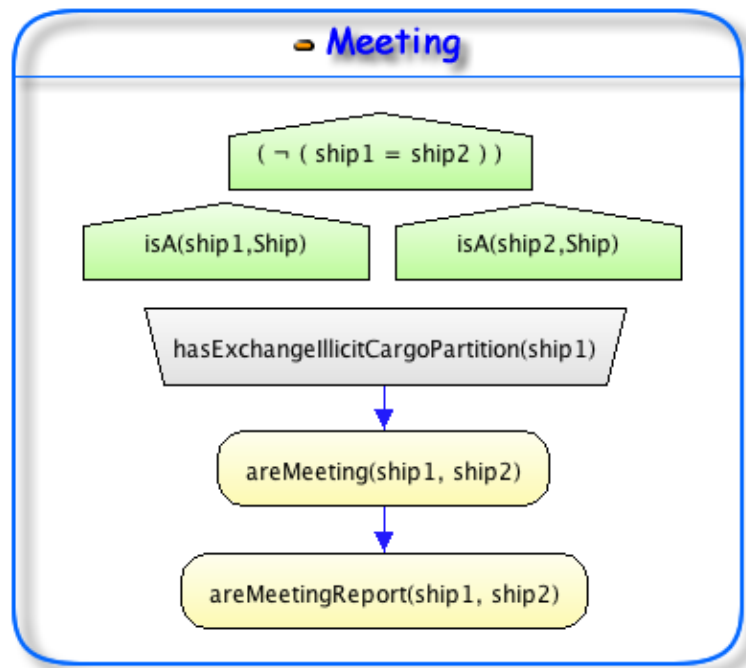 Meeting
( ¬ ( ship1 = ship2 ) )
isA(ship1,Ship)
isA(ship2,Ship)
hasExchangeIllicitCargoPartition(ship1)
areMeeting(ship1, ship2)
areMeetingReport(ship1, ship2)